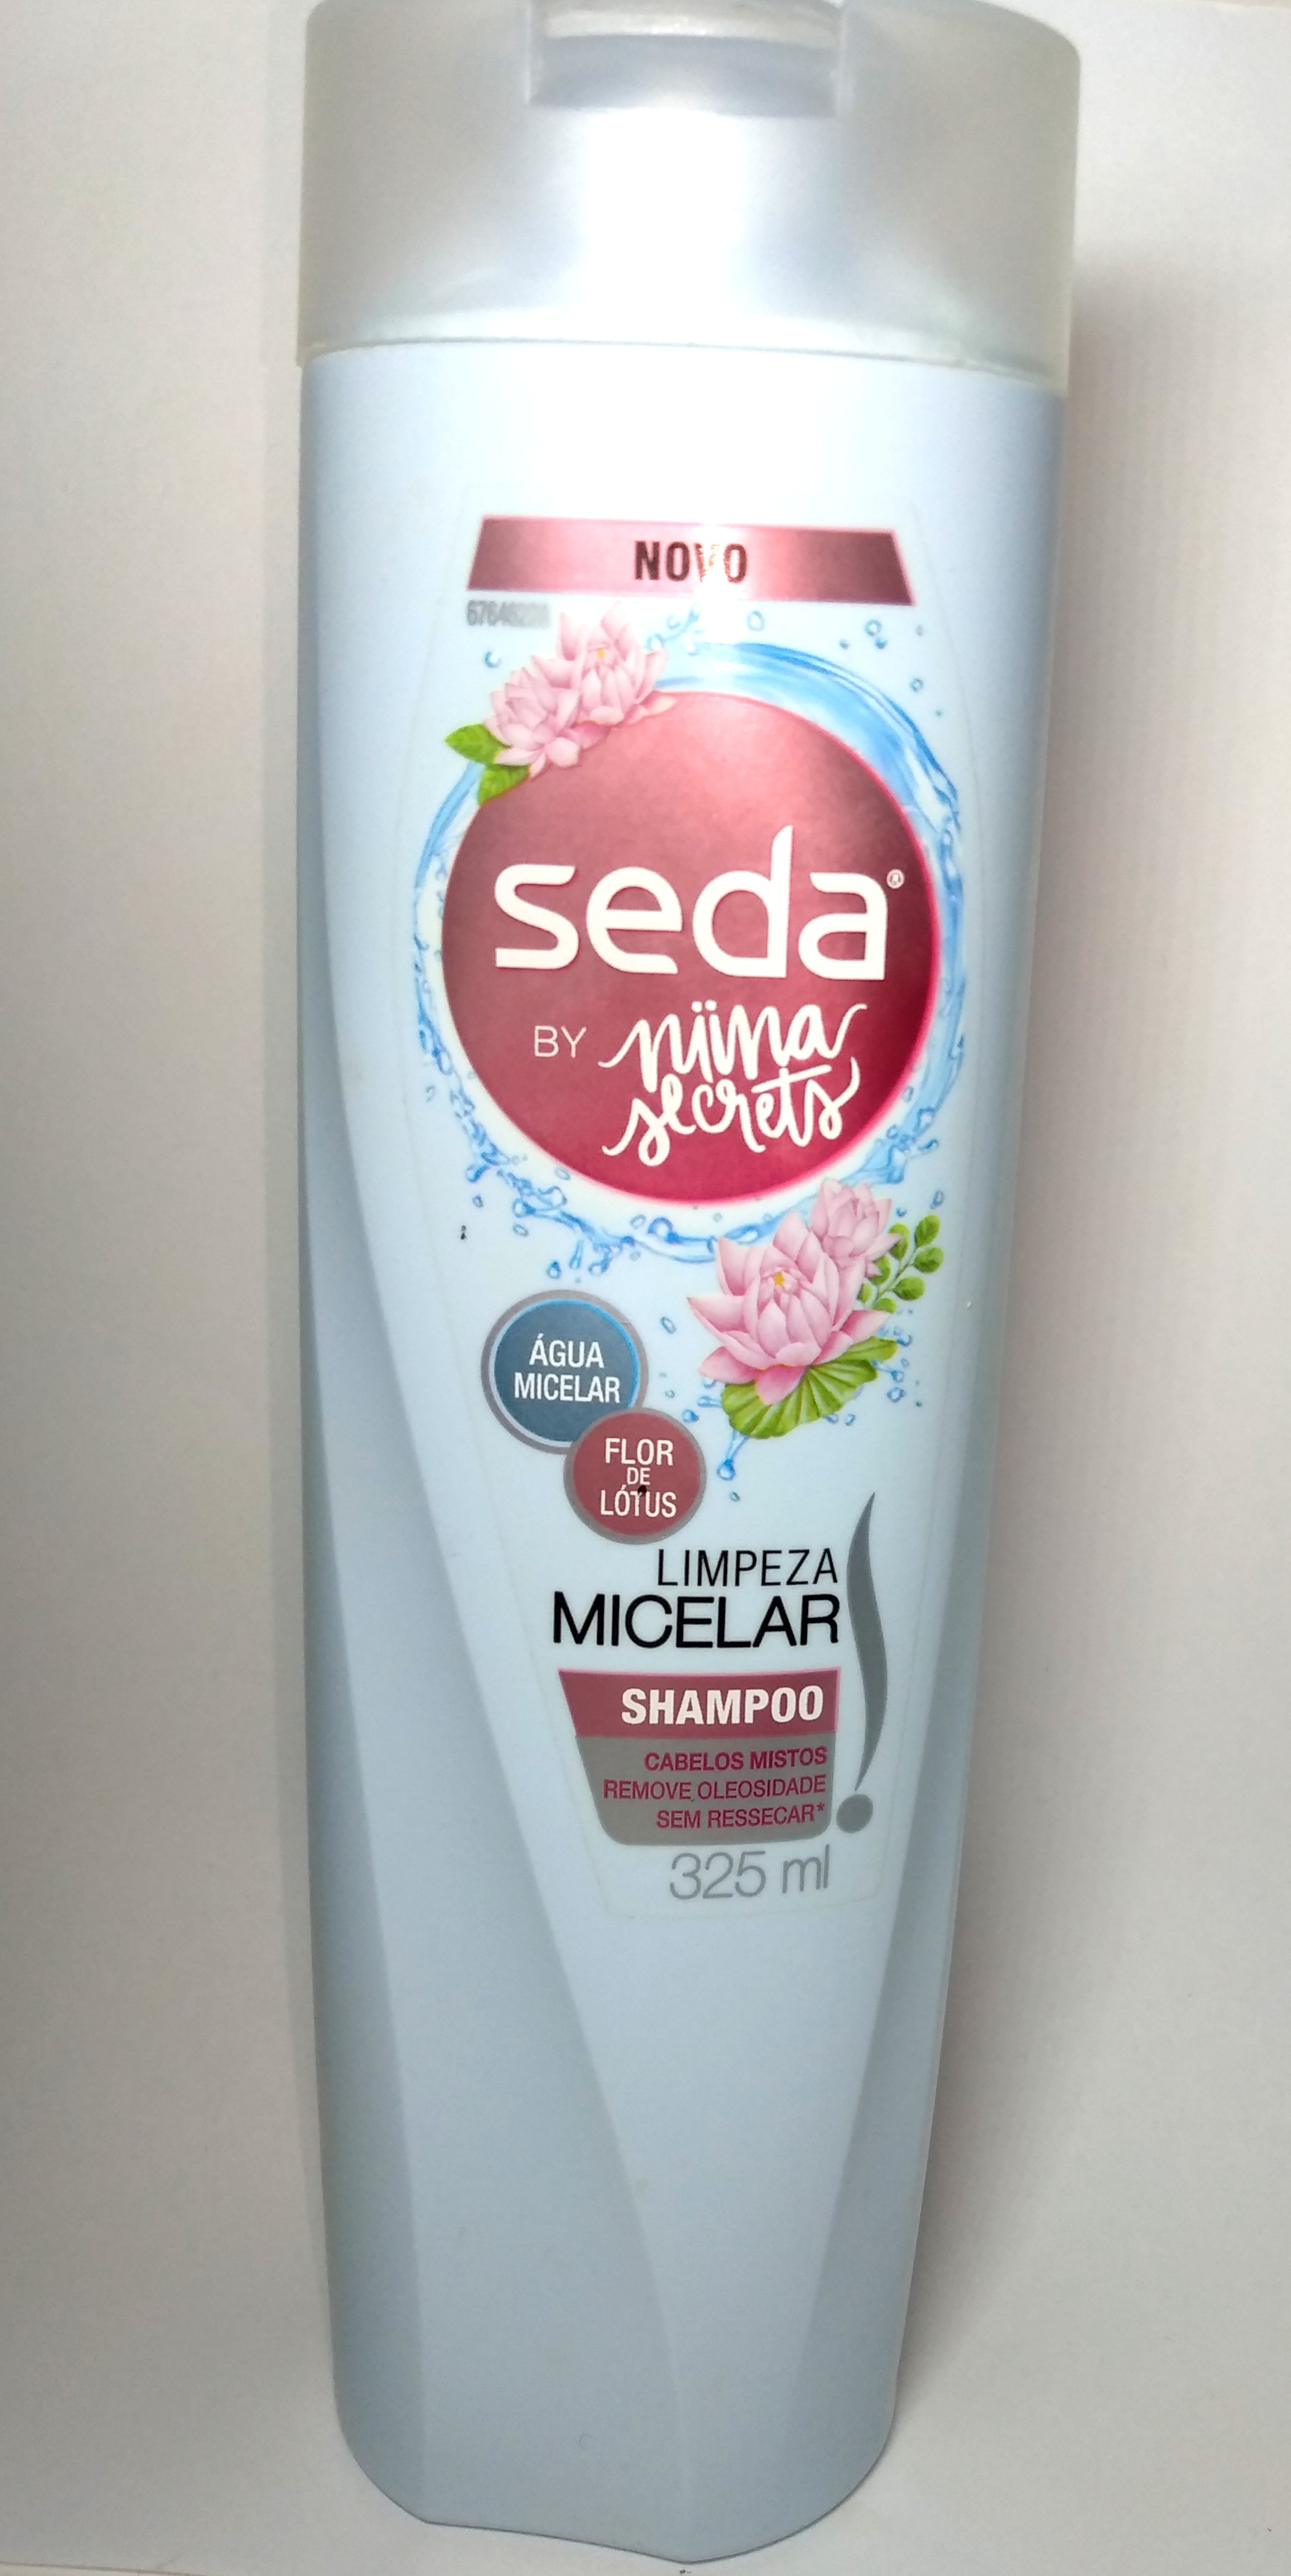 NOVO
seda®
BY niina
secrets
ÁGUA
MICELAR
FLOR
DE
LÓTUS
LIMPEZA
MICELAR
SHAMPOO
CABELOS MISTOS
REMOVE OLEOSIDADE
SEM RESSECAR*
325 ml